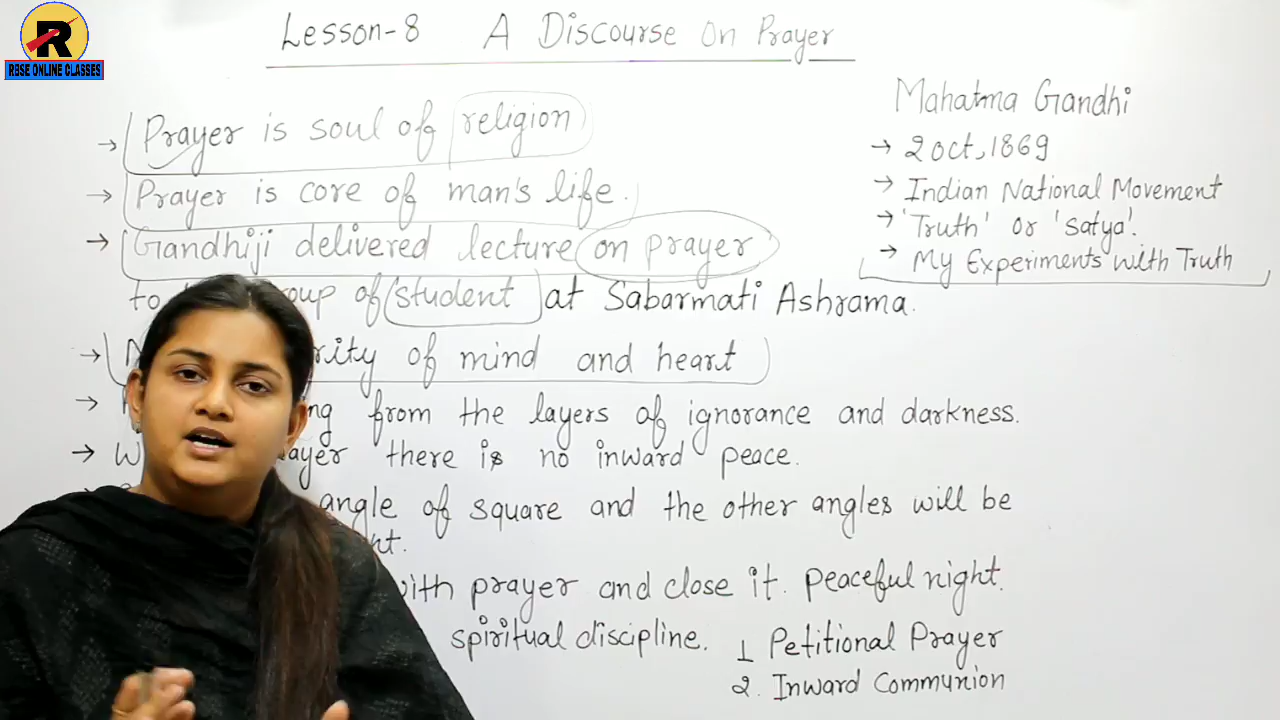 R
RBSE ONLINE CLASSES
Lesson-8 A Discourse On Prayer
→ Prayer is soul of religion
→ Prayer is core of man's life.
→ Gandhiji delivered lecture on prayer
to group of student at Sabarmati Ashrama.
→ of mind and heart
→ from the layers of ignorance and darkness.
→ there is no inward peace.
angle of square and the other angles will be
with prayer and close it. Peaceful night.
spiritual discipline.
1 Petitional Prayer
2. Inward Communion
Mahatma Gandhi
→ 2 Oct, 1869
→ Indian National Movement
→ 'Truth' or 'Satya'.
→ My Experiments with Truth